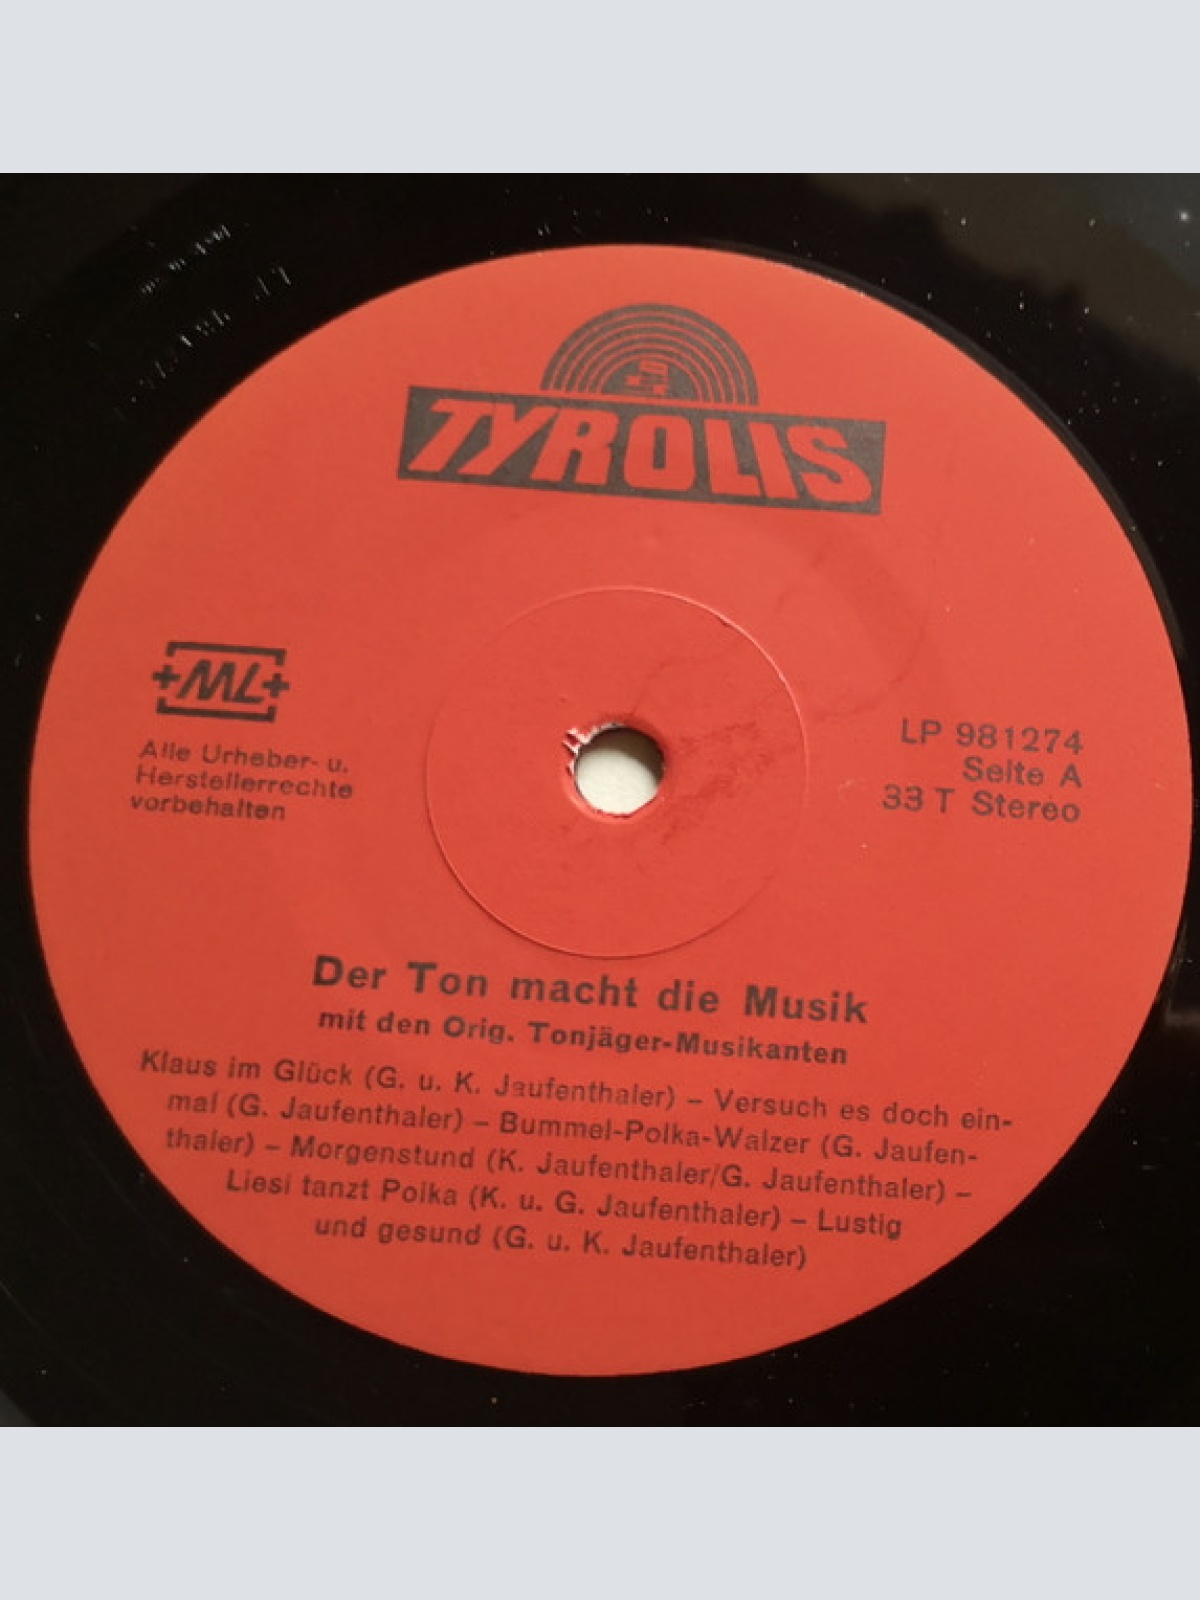 TYROLIS
+ML+
Alle Urheber- u.
Herstellerrechte
vorbehalten
LP 981274
Seite A
33 T Stereo
Der Ton macht die Musik
mit den Orig. Tonjäger-Musikanten
Klaus im Glück (G. u. K. Jaufenthaler) – Versuch es doch ein-
mal (G. Jaufenthaler) – Bummel-Polka-Walzer (G. Jaufen-
thaler) – Morgenstund (K. Jaufenthaler/G. Jaufenthaler) –
Liesi tanzt Polka (K. u. G. Jaufenthaler) – Lustig
und gesund (G. u. K. Jaufenthaler)